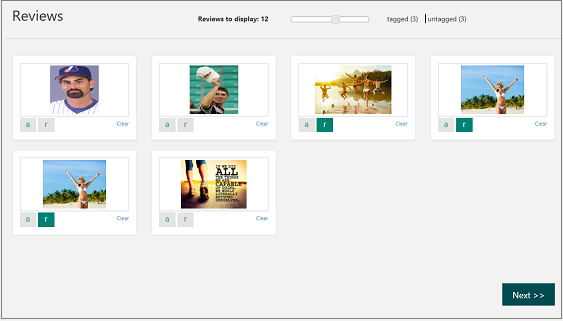 Reviews
Reviews to display: 12
tagged (3)
untagged (3)
a r Clear
a r Clear
a r Clear
a r Clear
a r Clear
IF WE DID
ALL
THE THINGS
WE ARE
CAPABLE
OF DOING,
WE WOULD
LITERALLY
ASTOUND
OURSELVES.
a r Clear
Next >>